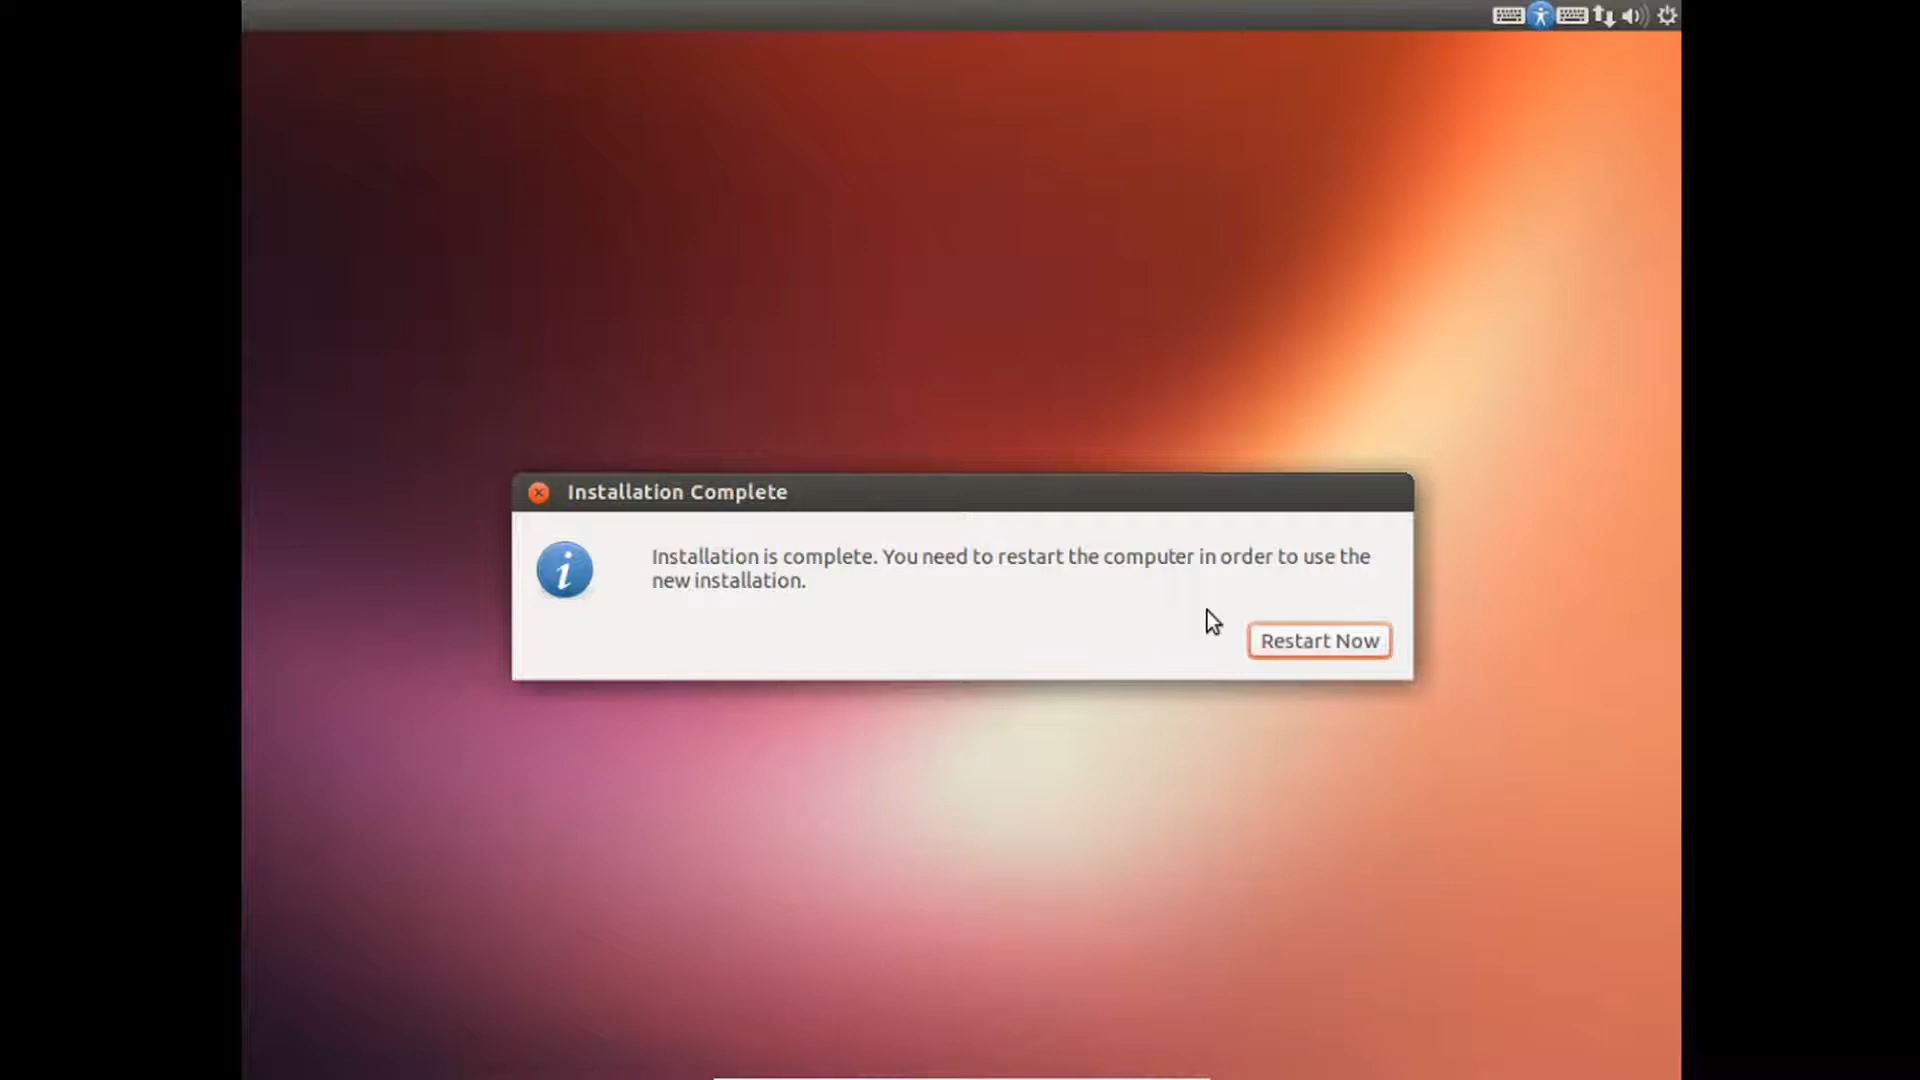 Installation Complete
Installation is complete. You need to restart the computer in order to use the
new installation.
Restart Now